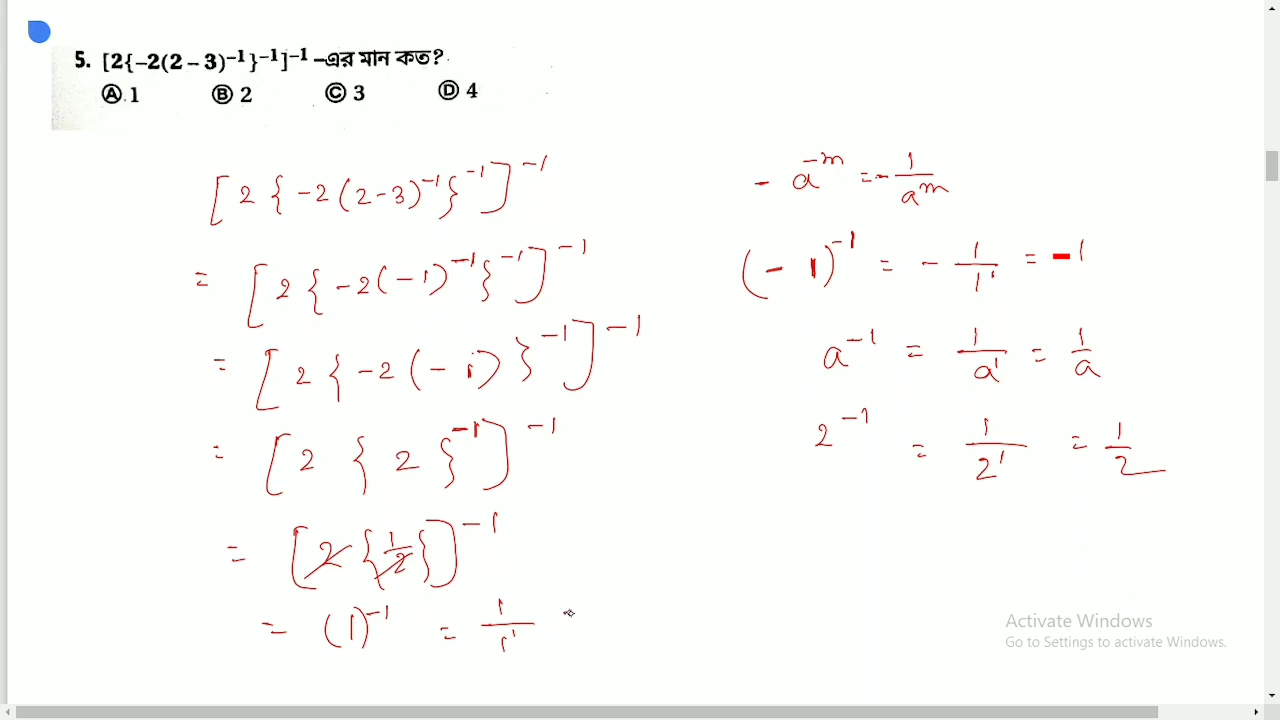 5. [2{–2(2 – 3)⁻¹}⁻¹]⁻¹ –এর মান কত?
Ⓐ 1 Ⓑ 2 Ⓒ 3 Ⓓ 4
[2{-2(2-3)⁻¹}⁻¹]⁻¹
= [2{-2(-1)⁻¹}⁻¹]⁻¹
= [2{-2(-1)}⁻¹]⁻¹
= [2{2}⁻¹]⁻¹
= [2{1/2}]⁻¹
= (1)⁻¹ = 1/1¹
- a⁻ᵐ = - 1/aᵐ
(-1)⁻¹ = - 1/1¹ = -1
a⁻¹ = 1/a¹ = 1/a
2⁻¹ = 1/2¹ = 1/2
Activate Windows
Go to Settings to activate Windows.